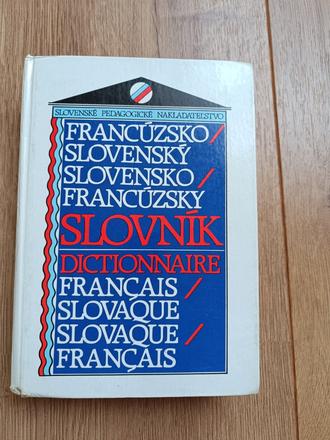 SLOVENSKÉ PEDAGOGICKÉ NAKLADATEĽSTVO
FRANCÚZSKO/
SLOVENSKÝ
SLOVENSKO/
FRANCÚZSKY
SLOVNÍK
DICTIONNAIRE
FRANÇAIS/
SLOVAQUE
SLOVAQUE/
FRANÇAIS